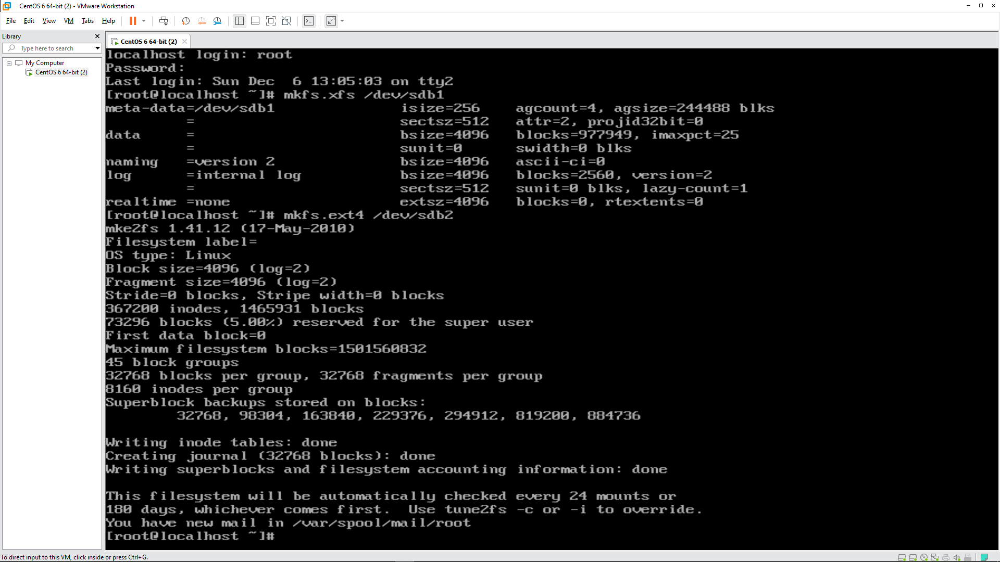 CentOS 6 64-bit (2) - VMware Workstation
File Edit View VM Tabs Help
Library
Type here to search
My Computer
CentOS 6 64-bit (2)
CentOS 6 64-bit (2)
localhost login: root
Password:
Last login: Sun Dec  6 13:05:03 on tty2
[root@localhost ~]# mkfs.xfs /dev/sdb1
meta-data=/dev/sdb1              isize=256    agcount=4, agsize=244488 blks
         =                       sectsz=512   attr=2, projid32bit=0
data     =                       bsize=4096   blocks=977949, imaxpct=25
         =                       sunit=0      swidth=0 blks
naming   =version 2              bsize=4096   ascii-ci=0
log      =internal log           bsize=4096   blocks=2560, version=2
         =                       sectsz=512   sunit=0 blks, lazy-count=1
realtime =none                   extsz=4096   blocks=0, rtextents=0
[root@localhost ~]# mkfs.ext4 /dev/sdb2
mke2fs 1.41.12 (17-May-2010)
Filesystem label=
OS type: Linux
Block size=4096 (log=2)
Fragment size=4096 (log=2)
Stride=0 blocks, Stripe width=0 blocks
367200 inodes, 1465931 blocks
73296 blocks (5.00%) reserved for the super user
First data block=0
Maximum filesystem blocks=1501560832
45 block groups
32768 blocks per group, 32768 fragments per group
8160 inodes per group
Superblock backups stored on blocks:
        32768, 98304, 163840, 229376, 294912, 819200, 884736
Writing inode tables: done
Creating journal (32768 blocks): done
Writing superblocks and filesystem accounting information: done
This filesystem will be automatically checked every 24 mounts or
180 days, whichever comes first.  Use tune2fs -c or -i to override.
You have new mail in /var/spool/mail/root
[root@localhost ~]#
To direct input to this VM, click inside or press Ctrl+G.